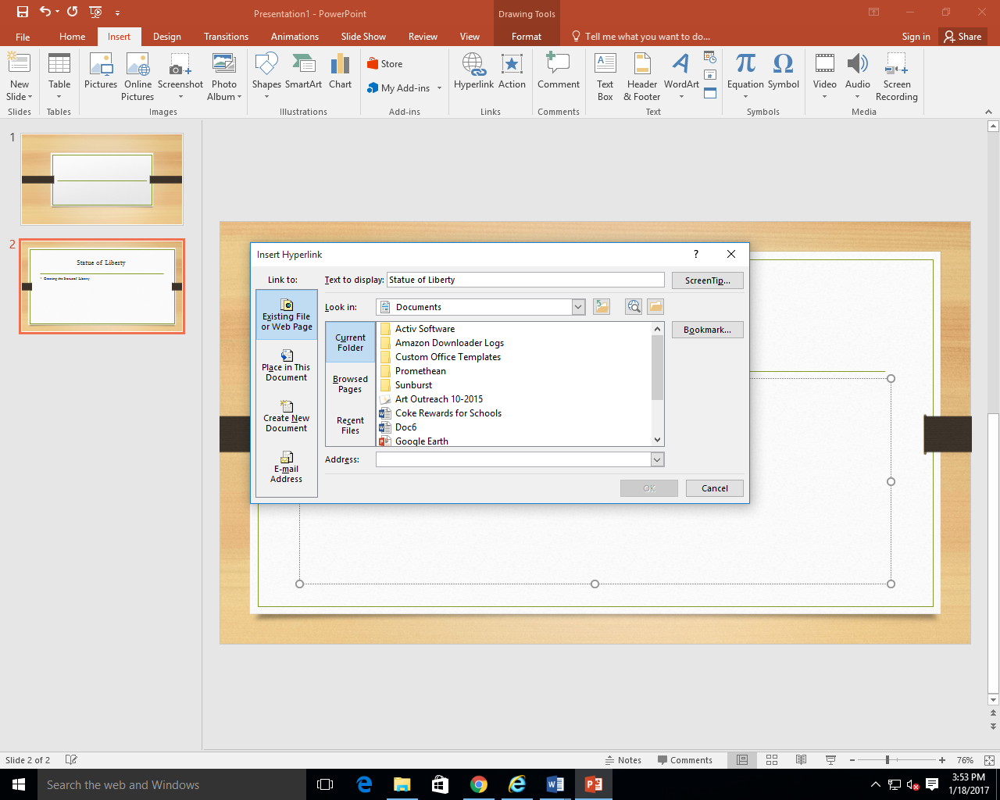 Presentation1 - PowerPoint
Drawing Tools
File Home Insert Design Transitions Animations Slide Show Review View Format Tell me what you want to do... Sign in Share
New Slide
Table
Pictures
Online Pictures
Screenshot
Photo Album
Shapes
SmartArt
Chart
Store
My Add-ins
Hyperlink
Action
Comment
Text Box
Header & Footer
WordArt
Equation
Symbol
Video
Audio
Screen Recording
Slides Tables Images Illustrations Add-ins Links Comments Text Symbols Media
1
2
Statue of Liberty
Insert Hyperlink ?
Link to:
Text to display: Statue of Liberty
ScreenTip...
Existing File or Web Page
Look in: Documents
Current Folder
Bookmark...
Activ Software
Amazon Downloader Logs
Custom Office Templates
Promethean
Sunburst
Art Outreach 10-2015
Coke Rewards for Schools
Doc6
Google Earth
Place in This Document
Browsed Pages
Create New Document
Recent Files
E-mail Address
Address:
OK Cancel
Slide 2 of 2
Notes Comments 76%
Search the web and Windows
3:53 PM
1/18/2017